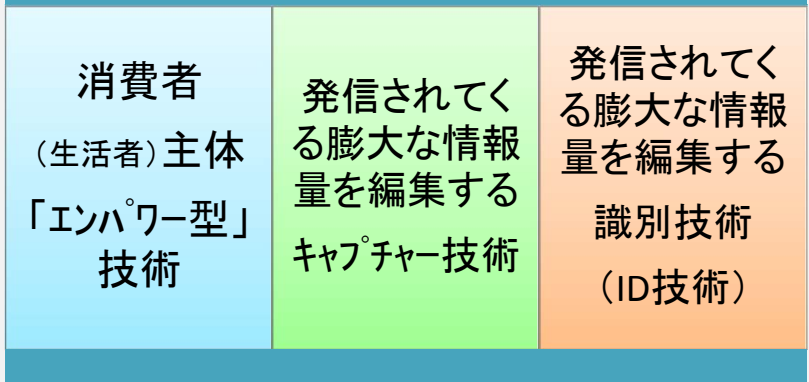 消費者
（生活者）主体
「ｴﾝﾊﾟﾜｰ型」
技術
発信されてく
る膨大な情報
量を編集する
ｷｬﾌﾟﾁｬｰ技術
発信されてく
る膨大な情報
量を編集する
識別技術
（ID技術）